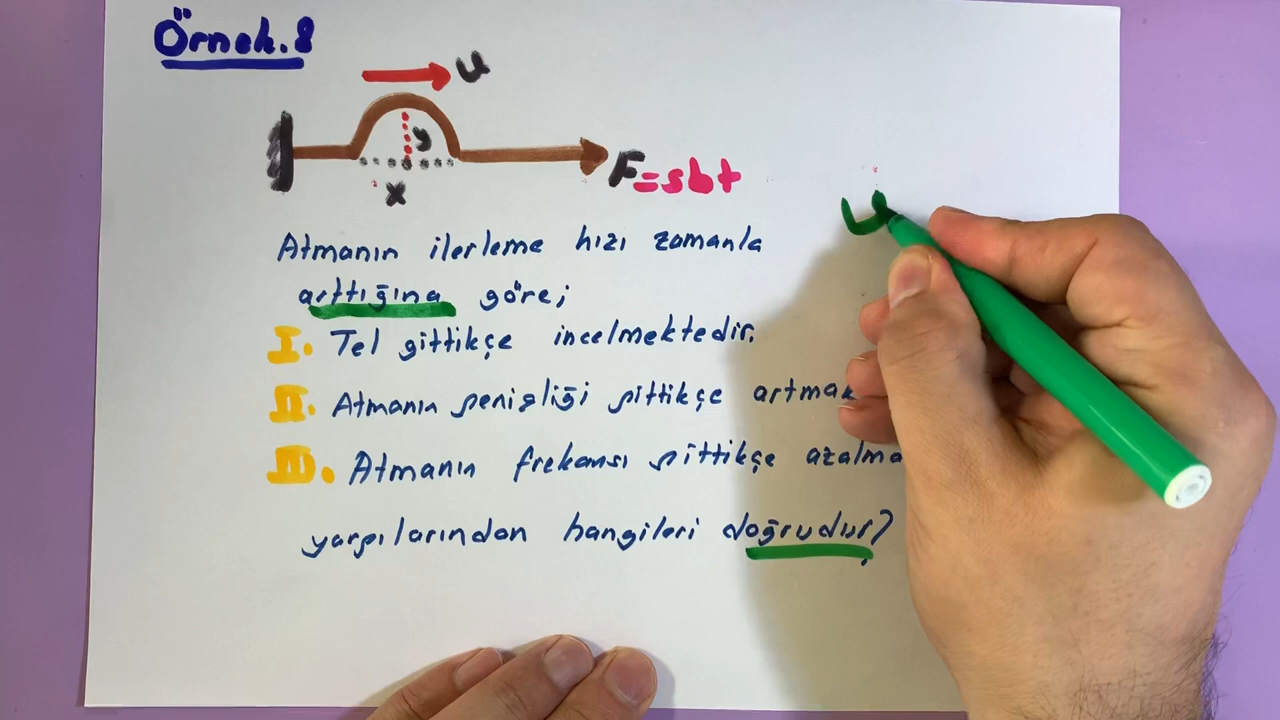 Örnek.8
u
y
x
F=sbt
Atmanın ilerleme hızı zamanla
arttığına göre;
I. Tel gittikçe incelmektedir.
II. Atmanın genişliği gittikçe
III. Atmanın frekansı gittikçe
yargılarından hangileri doğrudur?